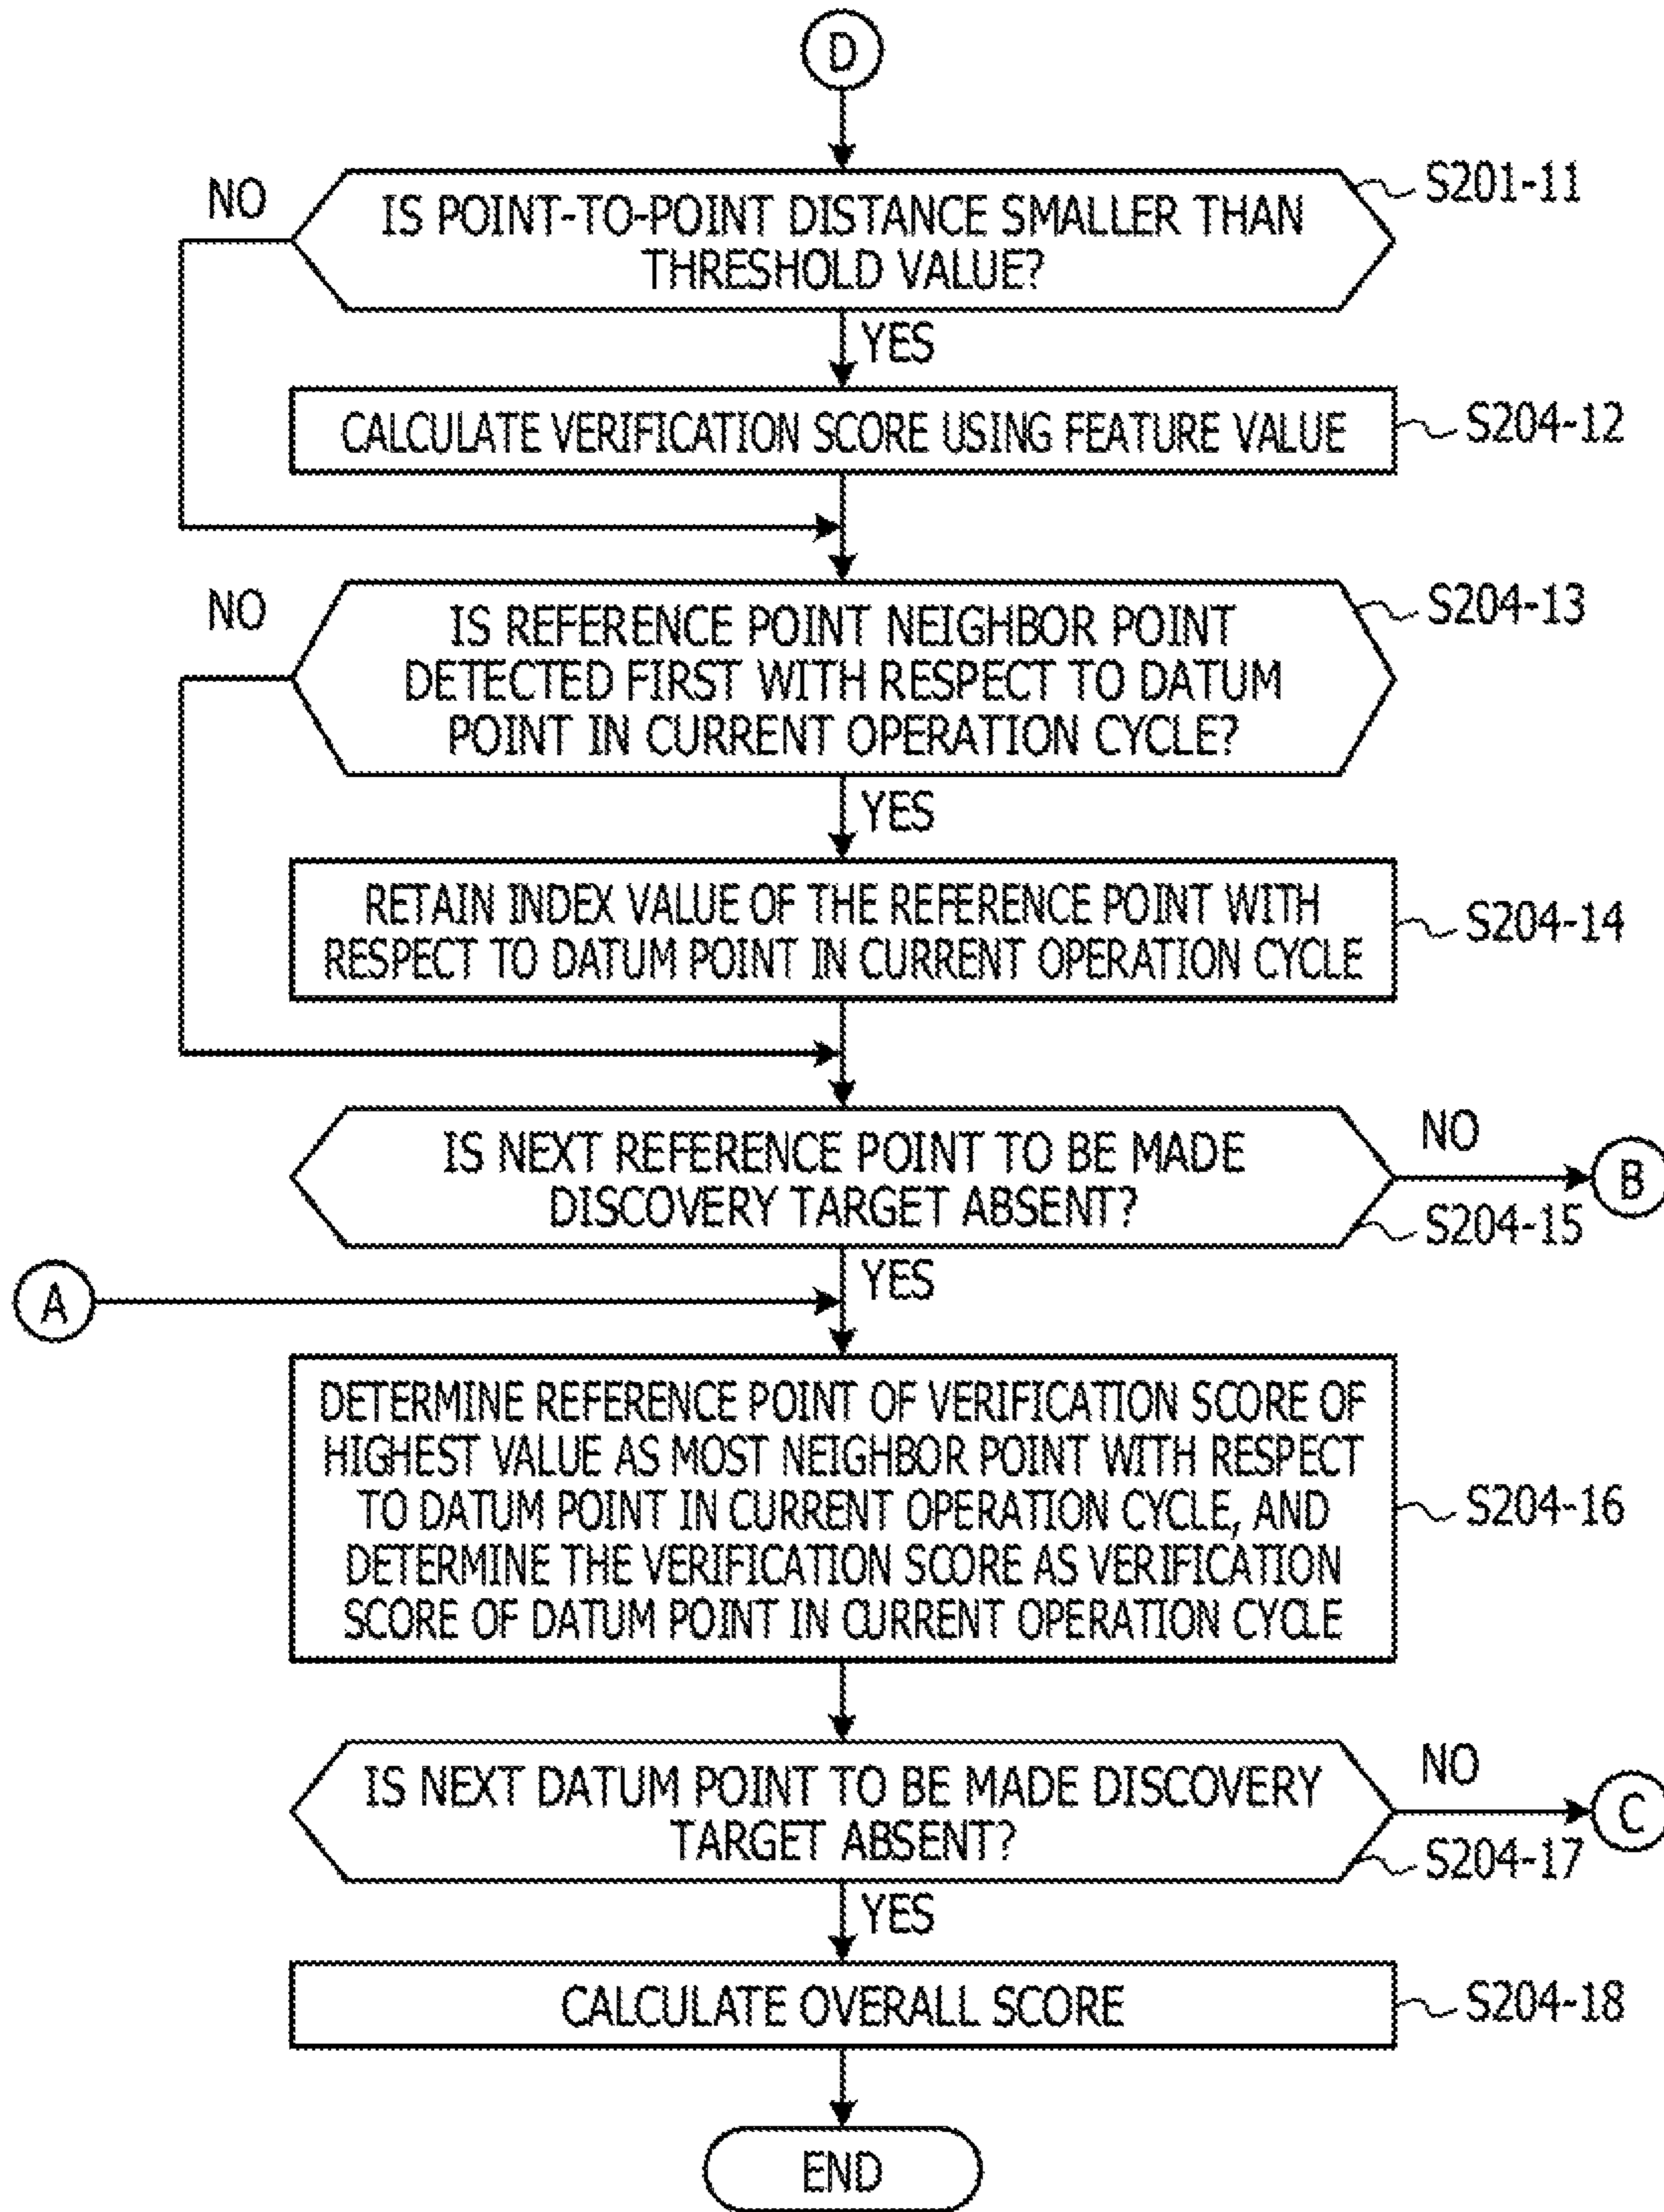 D
NO
IS POINT-TO-POINT DISTANCE SMALLER THAN
THRESHOLD VALUE?
S201-11
YES
CALCULATE VERIFICATION SCORE USING FEATURE VALUE
S204-12
NO
IS REFERENCE POINT NEIGHBOR POINT
DETECTED FIRST WITH RESPECT TO DATUM
POINT IN CURRENT OPERATION CYCLE?
S204-13
YES
RETAIN INDEX VALUE OF THE REFERENCE POINT WITH
RESPECT TO DATUM POINT IN CURRENT OPERATION CYCLE
S204-14
IS NEXT REFERENCE POINT TO BE MADE
DISCOVERY TARGET ABSENT?
NO
B
S204-15
YES
A
DETERMINE REFERENCE POINT OF VERIFICATION SCORE OF
HIGHEST VALUE AS MOST NEIGHBOR POINT WITH RESPECT
TO DATUM POINT IN CURRENT OPERATION CYCLE, AND
DETERMINE THE VERIFICATION SCORE AS VERIFICATION
SCORE OF DATUM POINT IN CURRENT OPERATION CYCLE
S204-16
IS NEXT DATUM POINT TO BE MADE DISCOVERY
TARGET ABSENT?
NO
C
S204-17
YES
CALCULATE OVERALL SCORE
S204-18
END